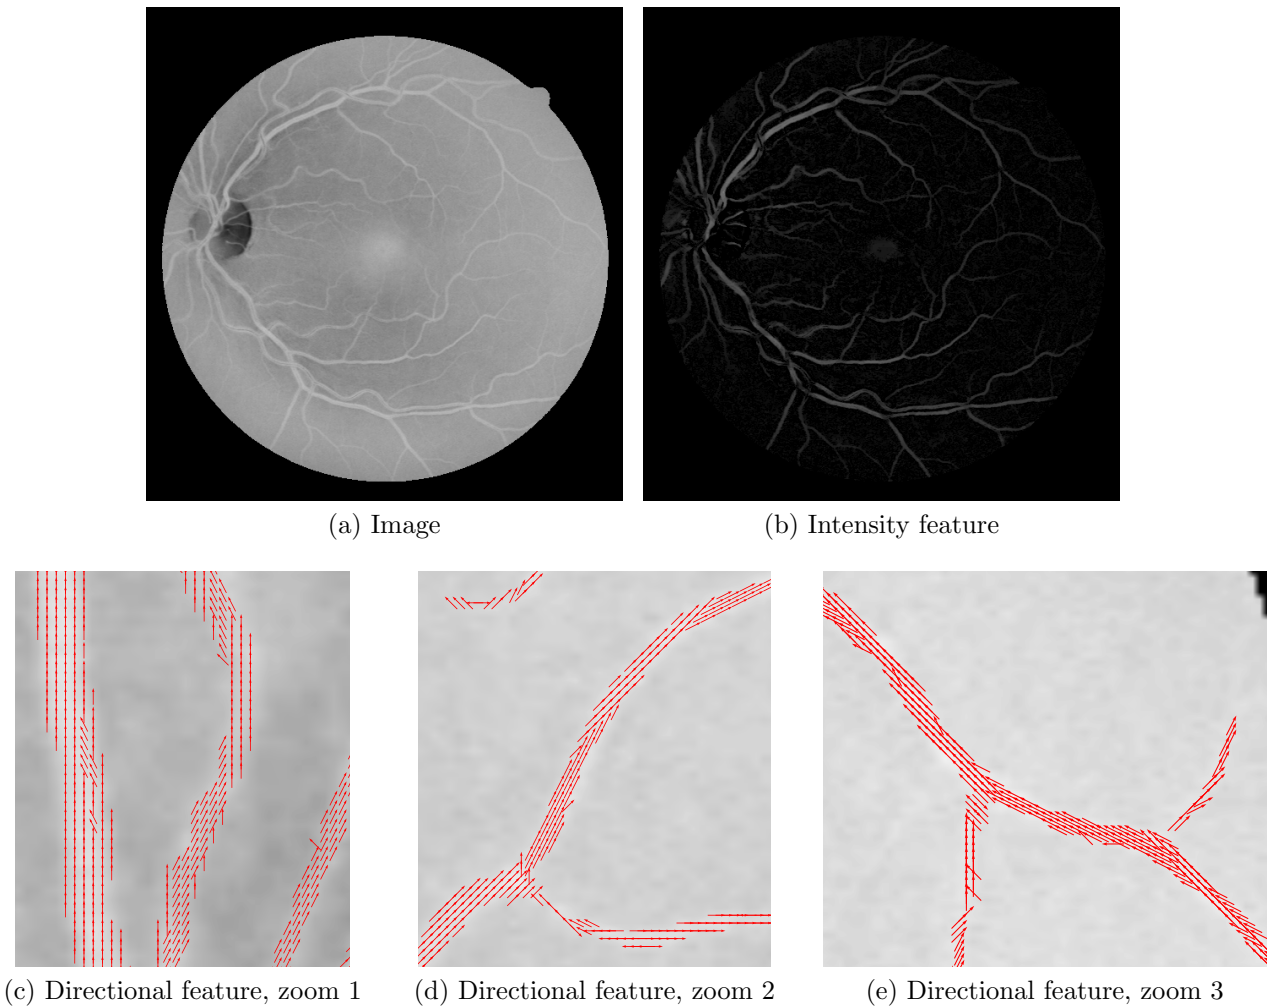 (a) Image
(b) Intensity feature
(c) Directional feature, zoom 1
(d) Directional feature, zoom 2
(e) Directional feature, zoom 3